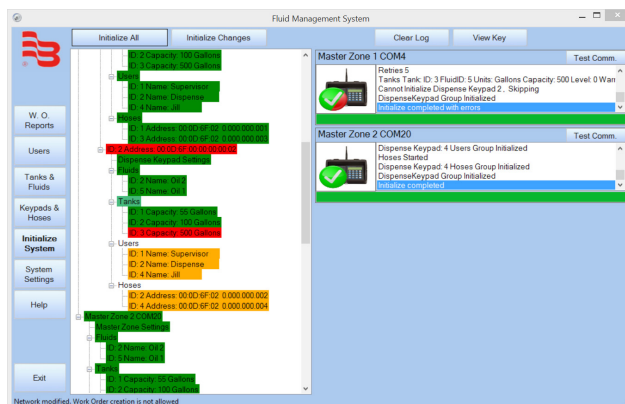 Fluid Management System
Initialize All
Initialize Changes
Clear Log
View Key
W. O. Reports
Users
Tanks & Fluids
Keypads & Hoses
Initialize System
System Settings
Help
Exit
ID: 2 Capacity: 100 Gallons
ID: 3 Capacity: 500 Gallons
Users
ID: 1 Name: Supervisor
ID: 2 Name: Dispense
ID: 4 Name: Jill
Hoses
ID: 1 Address: 00:0D:6F:02 0.000.000.001
ID: 3 Address: 00:0D:6F:02 0.000.000.003
ID: 2 Address: 00:0D:6F:00:00:00:00:02
Dispense Keypad Settings
Fluids
ID: 2 Name: Oil 2
ID: 5 Name: Oil 1
Tanks
ID: 1 Capacity: 55 Gallons
ID: 2 Capacity: 100 Gallons
ID: 3 Capacity: 500 Gallons
Users
ID: 1 Name: Supervisor
ID: 2 Name: Dispense
ID: 4 Name: Jill
Hoses
ID: 2 Address: 00:0D:6F:02 0.000.000.002
ID: 4 Address: 00:0D:6F:02 0.000.000.004
Master Zone 2 COM20
Master Zone Settings
Fluids
ID: 2 Name: Oil 2
ID: 5 Name: Oil 1
Tanks
ID: 1 Capacity: 55 Gallons
ID: 2 Capacity: 100 Gallons
Master Zone 1 COM4
Test Comm.
Retries 5
Tanks Tank: ID: 3 FluidID: 5 Units: Gallons Capacity: 500 Level: 0 Warn
Cannot Initialize Dispense Keypad 2 . Skipping
DispenseKeypad Group Initialized
Initialize completed with errors
Master Zone 2 COM20
Test Comm.
Dispense Keypad: 4 Users Group Initialized
Hoses Started
Dispense Keypad: 4 Hoses Group Initialized
DispenseKeypad Group Initialized
Initialize completed
Network modified, Work Order creation is not allowed